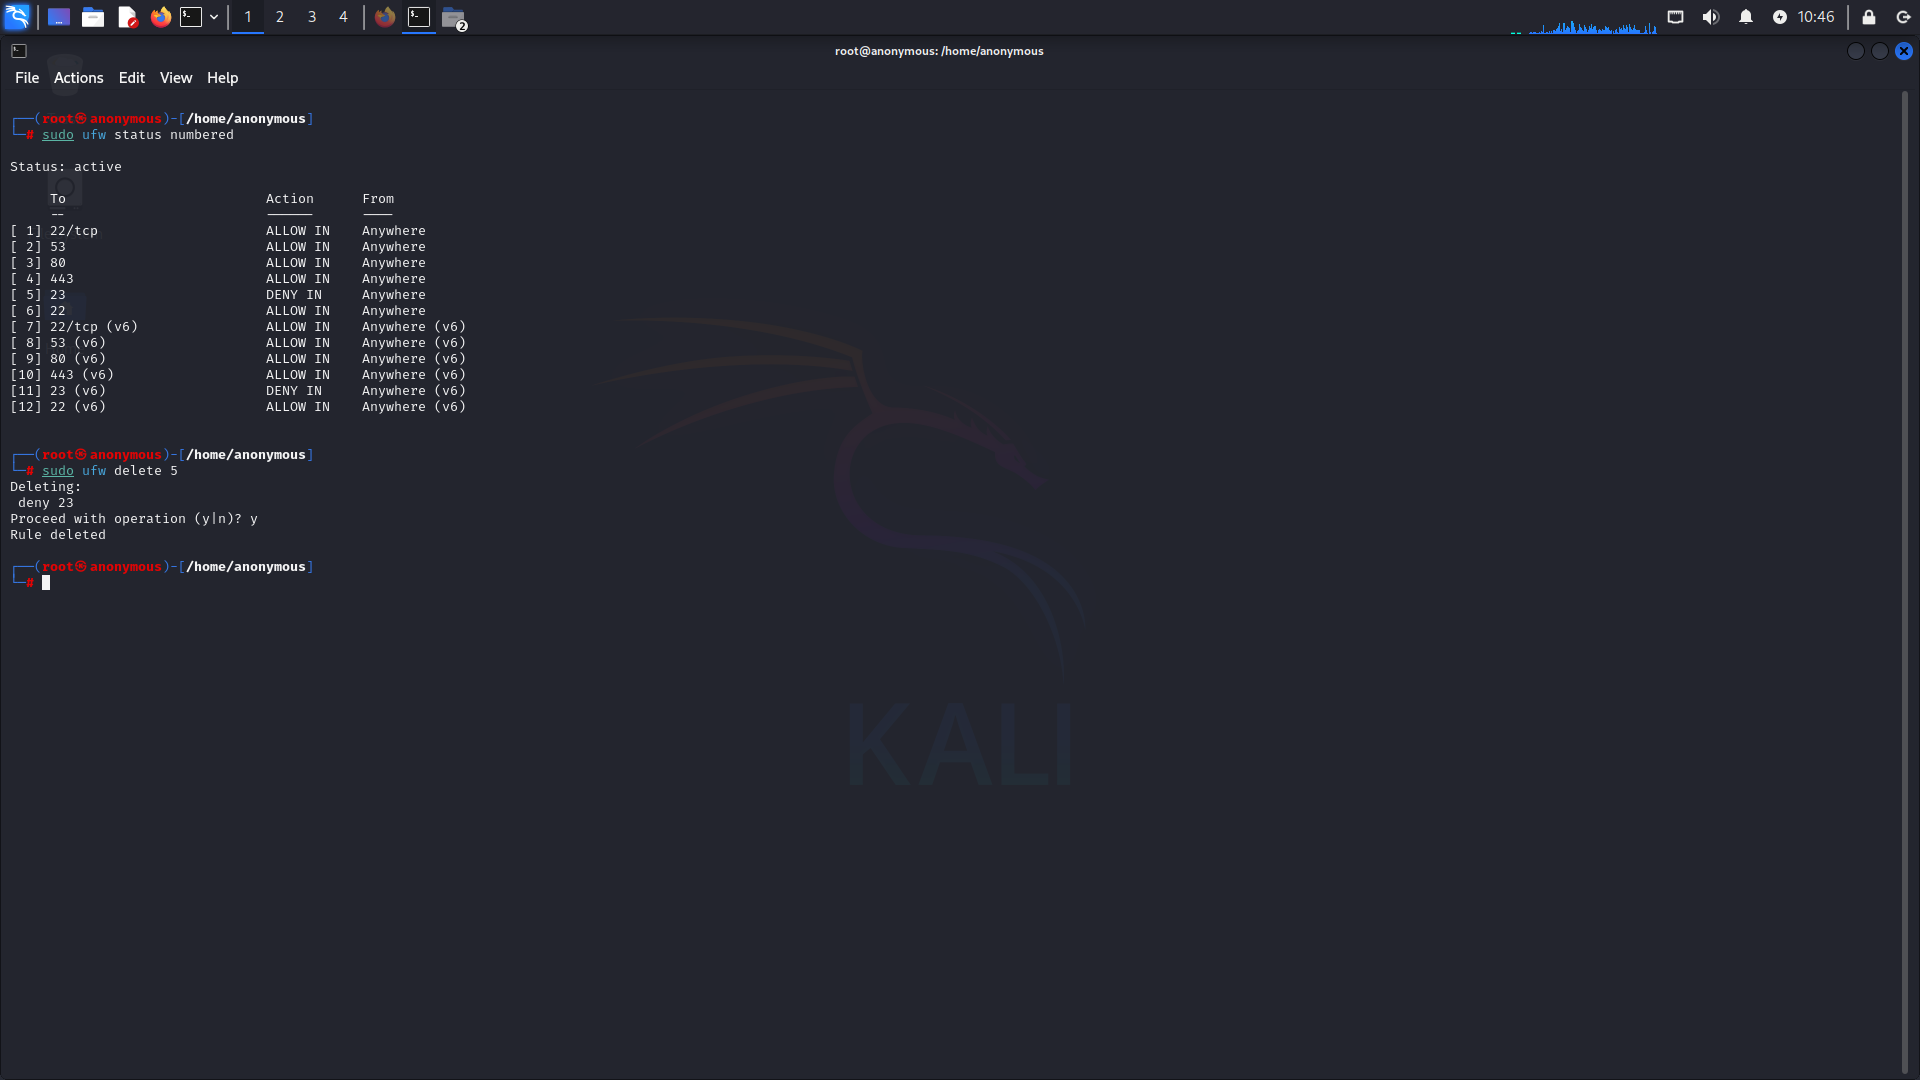 1 2 3 4
2
10:46
root@anonymous: /home/anonymous
File Actions Edit View Help
┌──(root㉿anonymous)-[/home/anonymous]
└─# sudo ufw status numbered
Status: active
To Action From
-- ------ ----
[ 1] 22/tcp ALLOW IN Anywhere
[ 2] 53 ALLOW IN Anywhere
[ 3] 80 ALLOW IN Anywhere
[ 4] 443 ALLOW IN Anywhere
[ 5] 23 DENY IN Anywhere
[ 6] 22 ALLOW IN Anywhere
[ 7] 22/tcp (v6) ALLOW IN Anywhere (v6)
[ 8] 53 (v6) ALLOW IN Anywhere (v6)
[ 9] 80 (v6) ALLOW IN Anywhere (v6)
[10] 443 (v6) ALLOW IN Anywhere (v6)
[11] 23 (v6) DENY IN Anywhere (v6)
[12] 22 (v6) ALLOW IN Anywhere (v6)
┌──(root㉿anonymous)-[/home/anonymous]
└─# sudo ufw delete 5
Deleting:
deny 23
Proceed with operation (y|n)? y
Rule deleted
┌──(root㉿anonymous)-[/home/anonymous]
└─#
KALI